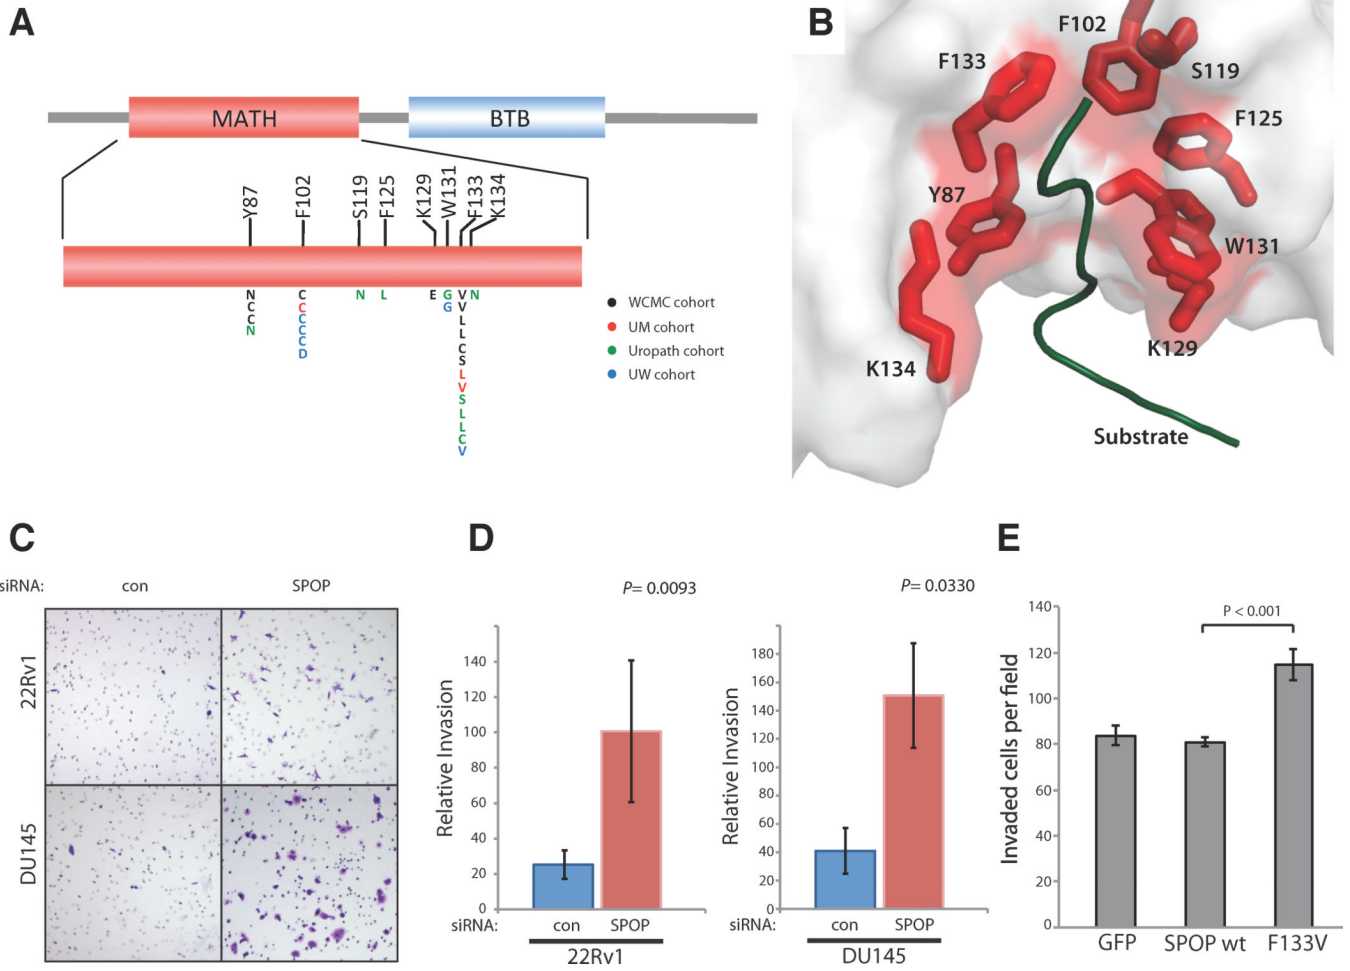 A
MATH
BTB
Y87
F102
S119
F125
K129
W131
F133
K134
N C N L E G V N
C C G V
C C L
N C L
C C
D S
L
V
S
L
L
C
V
WCMC cohort
UM cohort
Uropath cohort
UW cohort
B
F102
F133
S119
F125
Y87
W131
K129
K134
Substrate
C
siRNA: con SPOP
22Rv1
DU145
D
P= 0.0093
Relative Invasion
140
120
100
80
60
40
20
0
siRNA: con SPOP
22Rv1
P= 0.0330
Relative Invasion
180
160
140
120
100
80
60
40
20
0
siRNA: con SPOP
DU145
E
P < 0.001
Invaded cells per field
140
120
100
80
60
40
20
0
GFP SPOP wt F133V